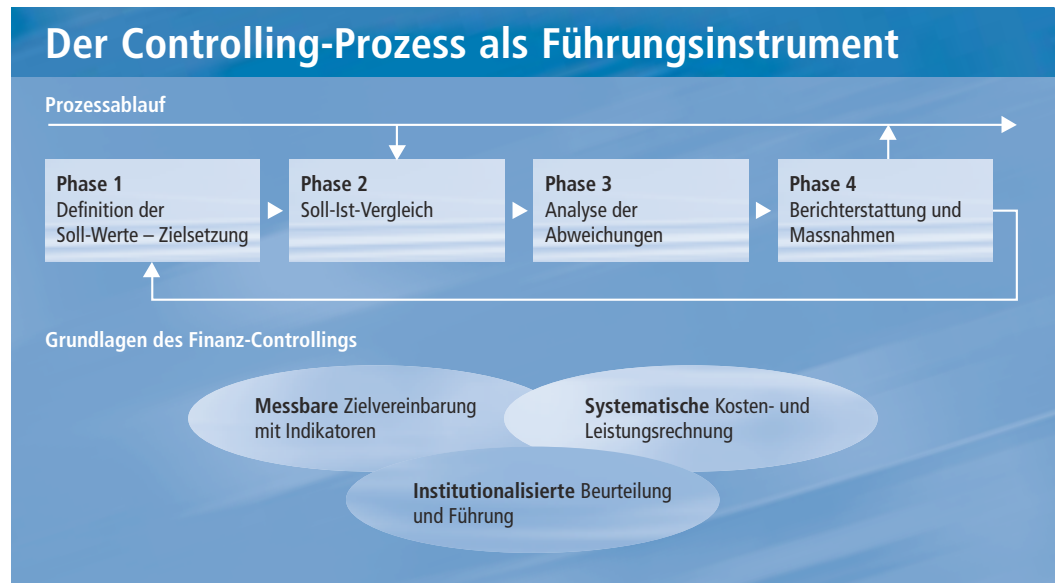 Der Controlling-Prozess als Führungsinstrument
Prozessablauf
Phase 1
Definition der
Soll-Werte – Zielsetzung
Phase 2
Soll-Ist-Vergleich
Phase 3
Analyse der
Abweichungen
Phase 4
Berichterstattung und
Massnahmen
Grundlagen des Finanz-Controllings
Messbare Zielvereinbarung
mit Indikatoren
Systematische Kosten- und
Leistungsrechnung
Institutionalisierte Beurteilung
und Führung